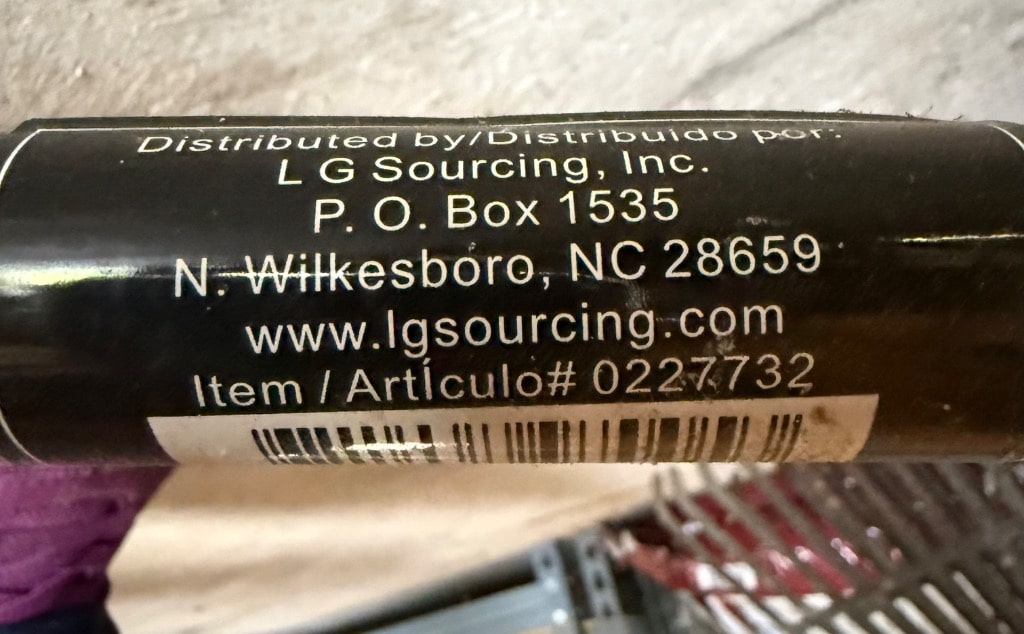 Distributed by/Distribuido por:
L G Sourcing, Inc.
P. O. Box 1535
N. Wilkesboro, NC 28659
www.lgsourcing.com
Item / Artículo# 0227732